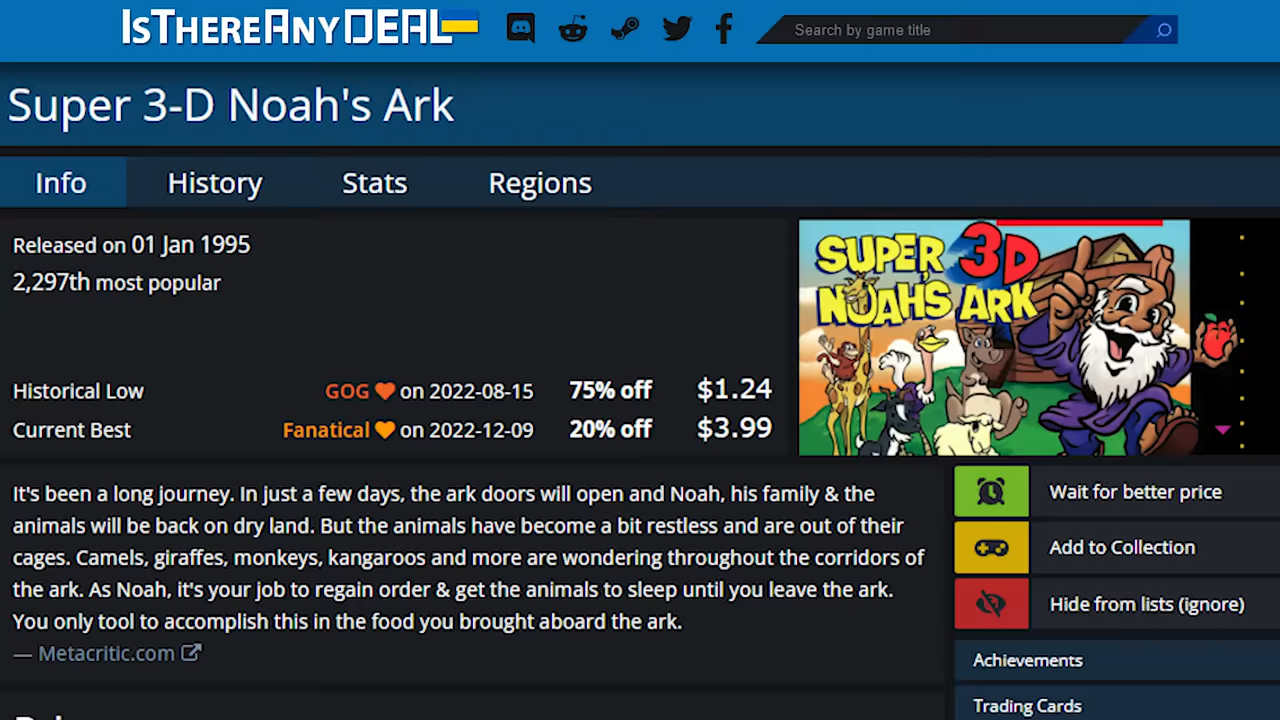 IsThereAnyDEAL
Search by game title
Super 3-D Noah's Ark
Info History Stats Regions
Released on 01 Jan 1995
2,297th most popular
SUPER 3D
NOAH'S ARK
Historical Low GOG on 2022-08-15 75% off $1.24
Current Best Fanatical on 2022-12-09 20% off $3.99
It's been a long journey. In just a few days, the ark doors will open and Noah, his family & the
animals will be back on dry land. But the animals have become a bit restless and are out of their
cages. Camels, giraffes, monkeys, kangaroos and more are wondering throughout the corridors of
the ark. As Noah, it's your job to regain order & get the animals to sleep until you leave the ark.
You only tool to accomplish this in the food you brought aboard the ark.
— Metacritic.com
Wait for better price
Add to Collection
Hide from lists (ignore)
Achievements
Trading Cards